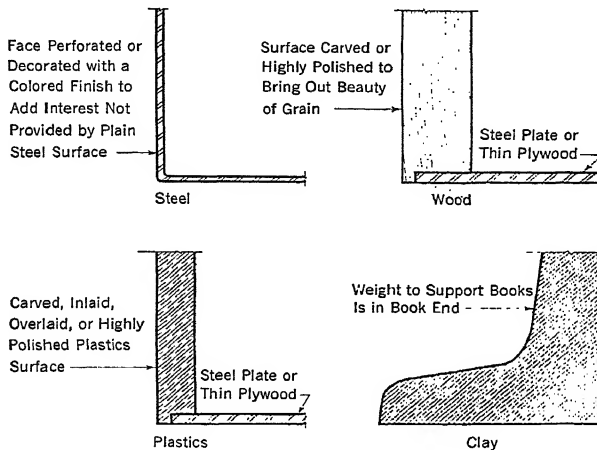 Face Perforated or
Decorated with a
Colored Finish to
Add Interest Not
Provided by Plain
Steel Surface
Steel
Surface Carved or
Highly Polished to
Bring Out Beauty
of Grain
Steel Plate or
Thin Plywood
Wood
Carved, Inlaid,
Overlaid, or Highly
Polished Plastics
Surface
Steel Plate or
Thin Plywood
Plastics
Weight to Support Books
Is in Book End
Clay